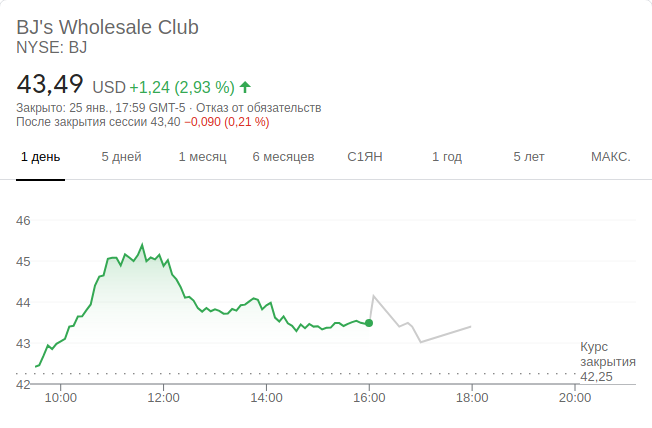 BJ's Wholesale Club
NYSE: BJ
43,49 USD +1,24 (2,93 %)
Закрыто: 25 янв., 17:59 GMT-5 · Отказ от обязательств
После закрытия сессии 43,40 −0,090 (0,21 %)
1 день 5 дней 1 месяц 6 месяцев С1ЯН 1 год 5 лет МАКС.
46
45
44
43
Курс
закрытия
42,25
42
10:00 12:00 14:00 16:00 18:00 20:00